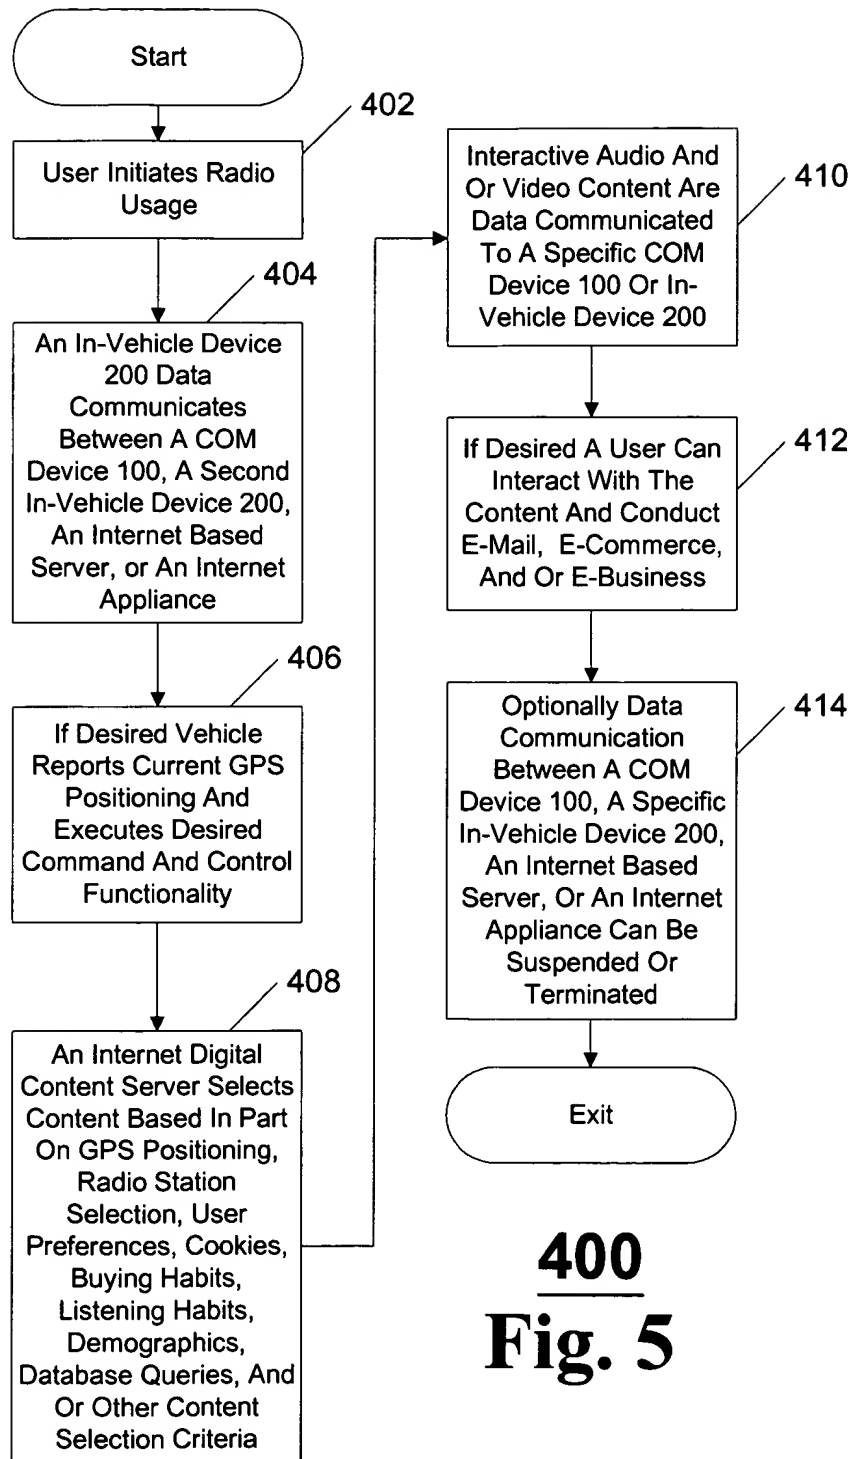 Start
402
User Initiates Radio
Usage
404
An In-Vehicle Device
200 Data
Communicates
Between A COM
Device 100, A Second
In-Vehicle Device 200,
An Internet Based
Server, or An Internet
Appliance
406
If Desired Vehicle
Reports Current GPS
Positioning And
Executes Desired
Command And Control
Functionality
408
An Internet Digital
Content Server Selects
Content Based In Part
On GPS Positioning,
Radio Station
Selection, User
Preferences, Cookies,
Buying Habits,
Listening Habits,
Demographics,
Database Queries, And
Or Other Content
Selection Criteria
410
Interactive Audio And
Or Video Content Are
Data Communicated
To A Specific COM
Device 100 Or In-
Vehicle Device 200
412
If Desired A User Can
Interact With The
Content And Conduct
E-Mail, E-Commerce,
And Or E-Business
414
Optionally Data
Communication
Between A COM
Device 100, A Specific
In-Vehicle Device 200,
An Internet Based
Server, Or An Internet
Appliance Can Be
Suspended Or
Terminated
Exit
400
Fig. 5